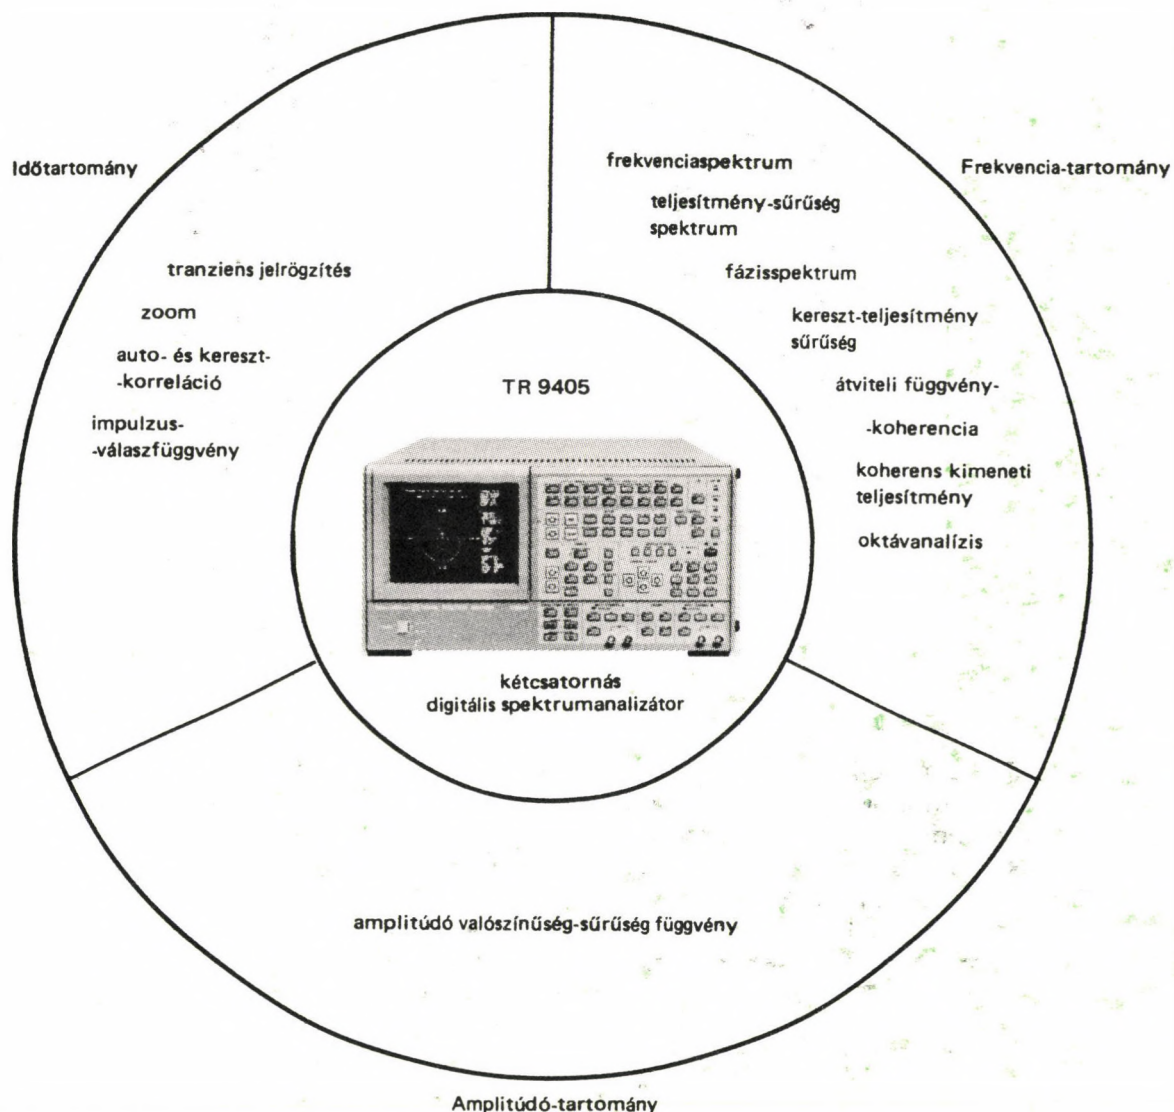 Időtartomány
tranziens jelrögzítés
zoom
auto- és kereszt-
-korreláció
impulzus-
-válaszfüggvény
Frekvencia-tartomány
frekvenciaspektrum
teljesítmény-sűrűség
spektrum
fázisspektrum
kereszt-teljesítmény
sűrűség
átviteli függvény-
-koherencia
koherens kimeneti
teljesítmény
oktávanalízis
TR 9405
kétcsatornás
digitális spektrumanalizátor
amplitúdó valószínűség-sűrűség függvény
Amplitúdó-tartomány